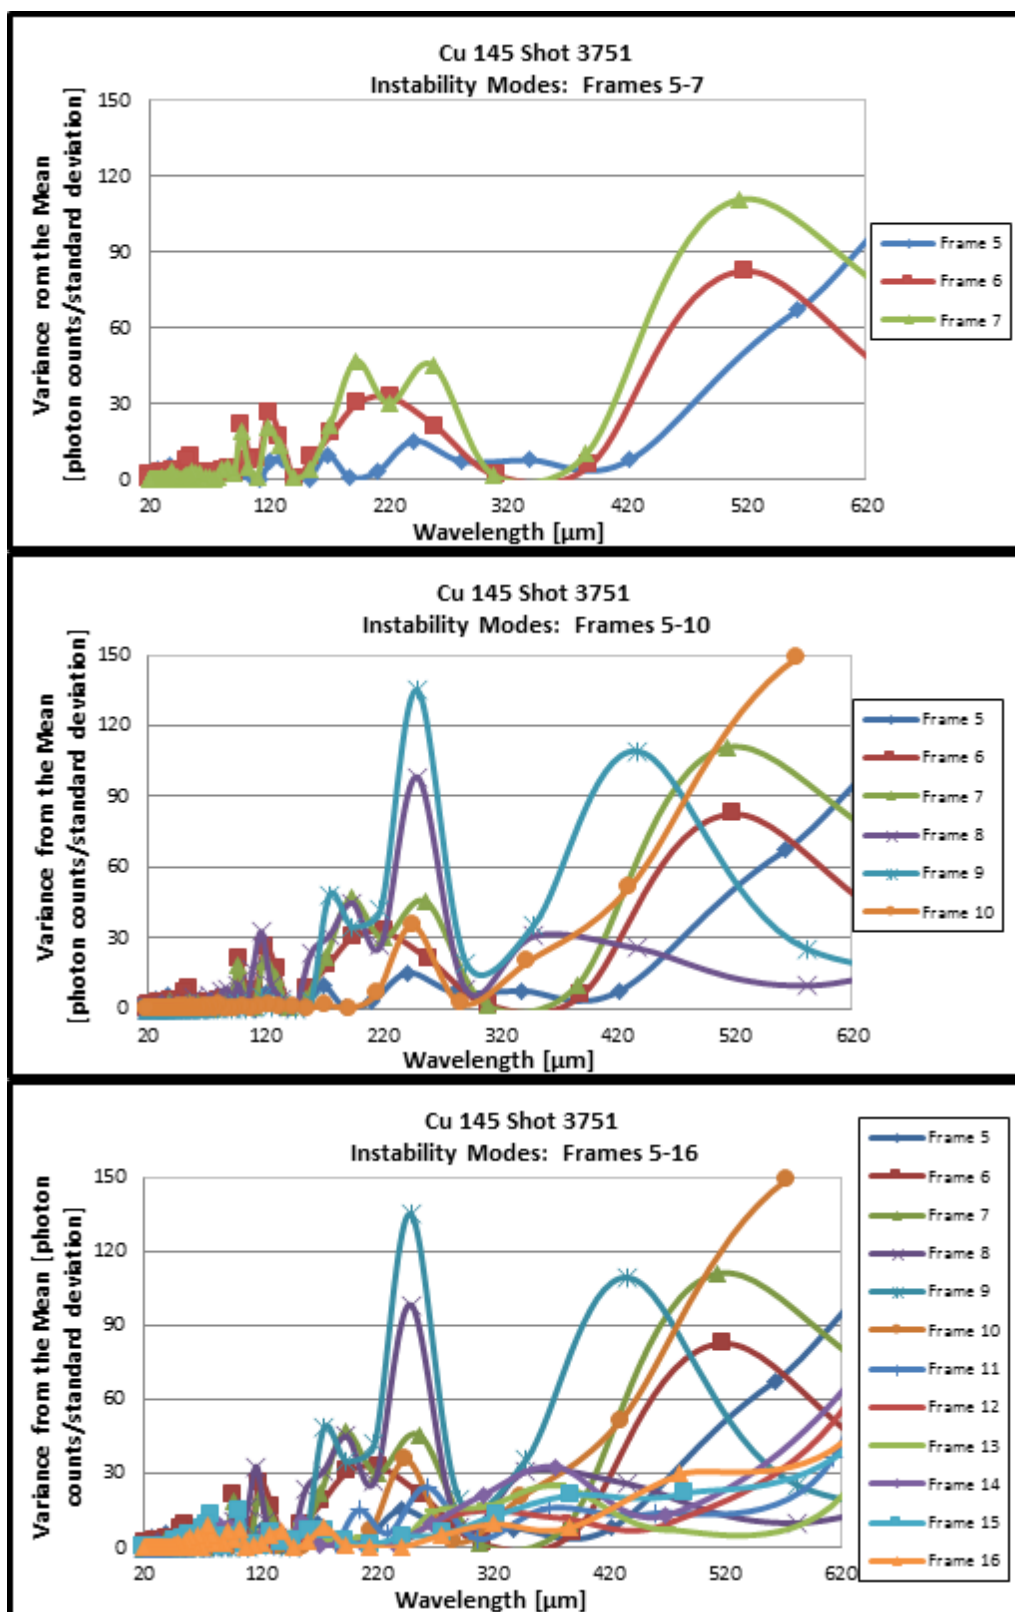 Cu 145 Shot 3751
Instability Modes: Frames 5-7
Variance rom the Mean
[photon counts/standard deviation]
150
120
90
60
30
0
20
120
220
320
420
520
620
Wavelength [µm]
Frame 5
Frame 6
Frame 7
Cu 145 Shot 3751
Instability Modes: Frames 5-10
Variance from the Mean
[photon counts/standard deviation]
150
120
90
60
30
0
20
120
220
320
420
520
620
Wavelength [µm]
Frame 5
Frame 6
Frame 7
Frame 8
Frame 9
Frame 10
Cu 145 Shot 3751
Instability Modes: Frames 5-16
Variance from the Mean [photon
counts/standard deviation]
150
120
90
60
30
0
20
120
220
320
420
520
620
Wavelength [µm]
Frame 5
Frame 6
Frame 7
Frame 8
Frame 9
Frame 10
Frame 11
Frame 12
Frame 13
Frame 14
Frame 15
Frame 16